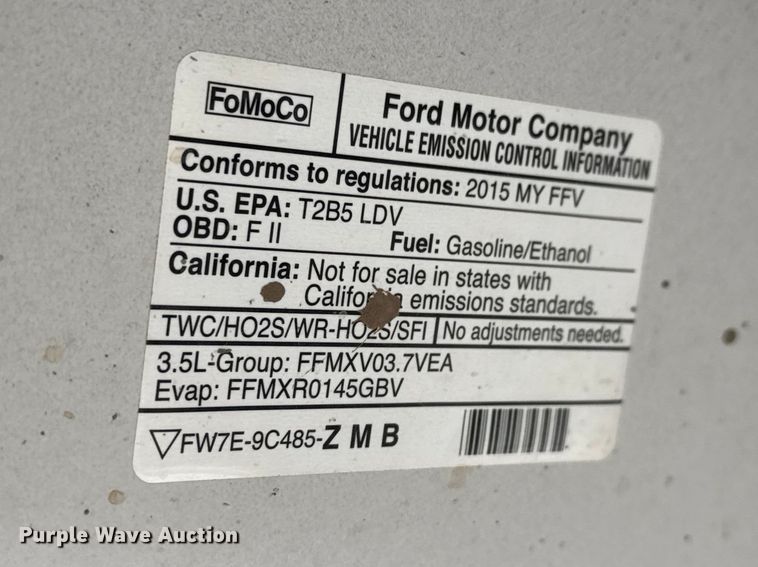 FoMoCo
Ford Motor Company
VEHICLE EMISSION CONTROL INFORMATION
Conforms to regulations: 2015 MY FFV
U.S. EPA: T2B5 LDV
OBD: F II Fuel: Gasoline/Ethanol
California: Not for sale in states with
California emissions standards.
TWC/HO2S/WR-HO2S/SFI No adjustments needed.
3.5L-Group: FFMXV03.7VEA
Evap: FFMXR0145GBV
FW7E-9C485-Z M B
Purple Wave Auction